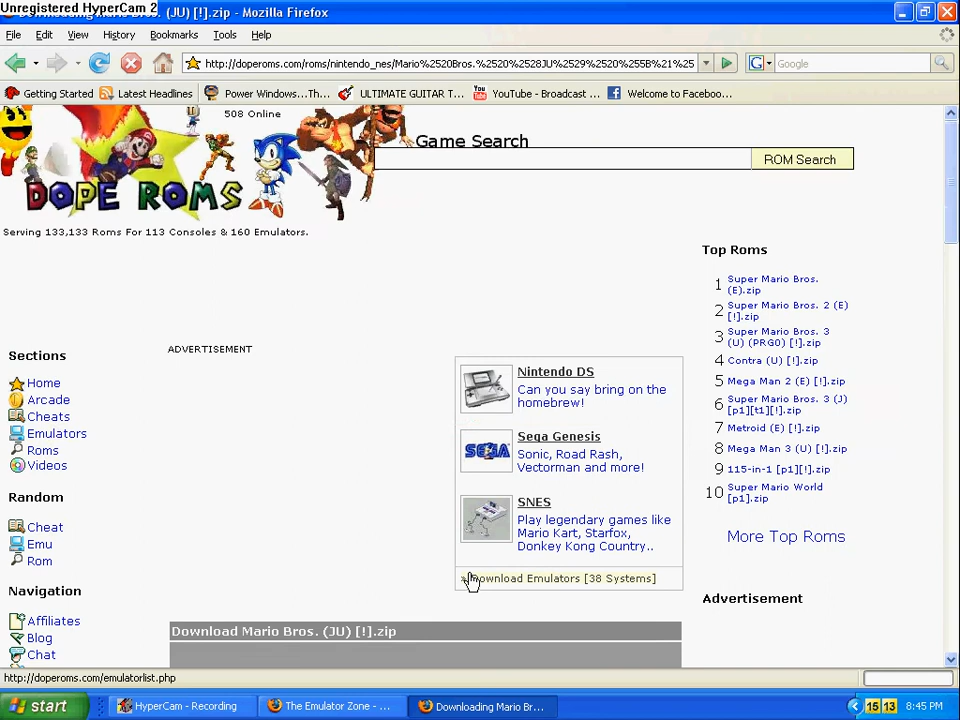 Unregistered HyperCam 2
(JU) [!].zip - Mozilla Firefox
File Edit View History Bookmarks Tools Help
http://doperoms.com/roms/nintendo_nes/Mario%2520Bros.%2520%2528JU%2529%2520%255B%21%25
Google
Getting Started Latest Headlines Power Windows...Th... ULTIMATE GUITAR T... YouTube - Broadcast ... Welcome to Faceboo...
508 Online
Game Search
ROM Search
DOPE ROMS
Serving 133,133 Roms For 113 Consoles & 160 Emulators.
Top Roms
1 Super Mario Bros. (E).zip
2 Super Mario Bros. 2 (E) [!].zip
3 Super Mario Bros. 3 (U) (PRG0) [!].zip
4 Contra (U) [!].zip
5 Mega Man 2 (E) [!].zip
6 Super Mario Bros. 3 (J) [p1][t1][!].zip
7 Metroid (E) [!].zip
8 Mega Man 3 (U) [!].zip
9 115-in-1 [p1][!].zip
10 Super Mario World [p1].zip
More Top Roms
Advertisement
ADVERTISEMENT
Sections
Home
Arcade
Cheats
Emulators
Roms
Videos
Random
Cheat
Emu
Rom
Navigation
Affiliates
Blog
Chat
Nintendo DS
Can you say bring on the
homebrew!
Sega Genesis
SEGA
Sonic, Road Rash,
Vectorman and more!
SNES
Play legendary games like
Mario Kart, Starfox,
Donkey Kong Country..
» Download Emulators [38 Systems]
Download Mario Bros. (JU) [!].zip
http://doperoms.com/emulatorlist.php
start
HyperCam - Recording
The Emulator Zone - ...
Downloading Mario Br...
15 13
8:45 PM